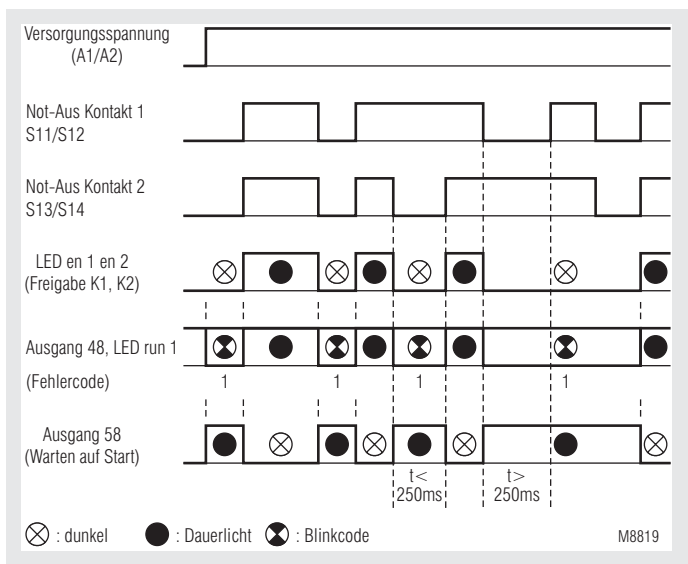 Versorgungsspannung
(A1/A2)
Not-Aus Kontakt 1
S11/S12
Not-Aus Kontakt 2
S13/S14
LED en 1 en 2
(Freigabe K1, K2)
Ausgang 48, LED run 1
(Fehlercode)
1 1 1 1
Ausgang 58
(Warten auf Start)
t< t>
250ms 250ms
: dunkel : Dauerlicht : Blinkcode M8819